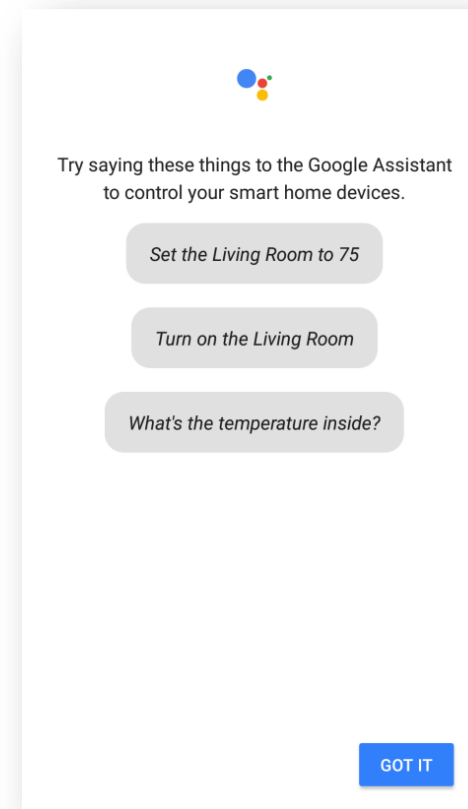 Try saying these things to the Google Assistant
to control your smart home devices.
Set the Living Room to 75
Turn on the Living Room
What's the temperature inside?
GOT IT